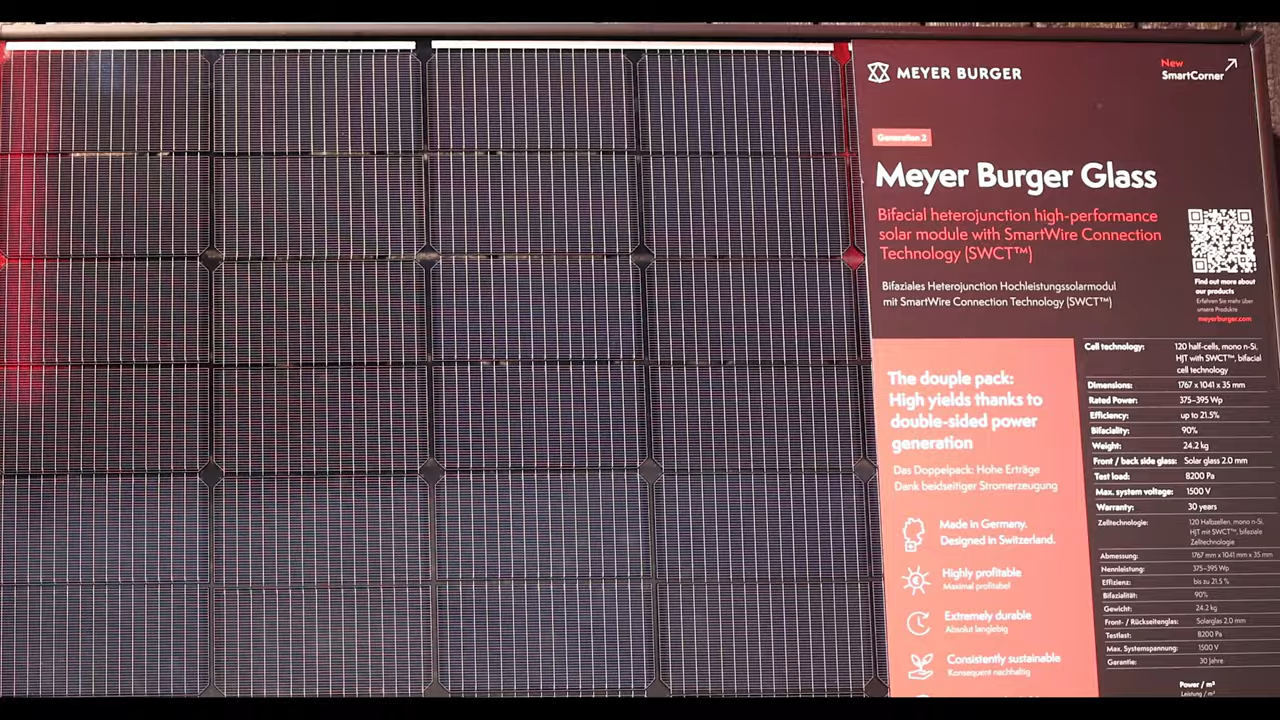 MEYER BURGER
New
SmartCorner
Generation 2
Meyer Burger Glass
Bifacial heterojunction high-performance
solar module with SmartWire Connection
Technology (SWCT™)
Bifaziales Heterojunction Hochleistungssolarmodul
mit SmartWire Connection Technology (SWCT™)
Find out more about
our products
Erfahren Sie mehr über
unsere Produkte
meyerburger.com
The douple pack:
High yields thanks to
double-sided power
generation
Das Doppelpack: Hohe Erträge
Dank beidseitiger Stromerzeugung
Made in Germany.
Designed in Switzerland.
Highly profitable
Maximal profitabel
Extremely durable
Absolut langlebig
Consistently sustainable
Konsequent nachhaltig
Cell technology: 120 half-cells, mono n-Si,
HJT with SWCT™, bifacial
cell technology
Dimensions: 1767 x 1041 x 35 mm
Rated Power: 375–395 Wp
Efficiency: up to 21.5%
Bifaciality: 90%
Weight: 24.2 kg
Front / back side glass: Solar glass 2.0 mm
Test load: 8200 Pa
Max. system voltage: 1500 V
Warranty: 30 years
Zelltechnologie: 120 Halbzellen, mono n-Si,
HJT mit SWCT™, bifaziale
Zelltechnologie
Abmessung: 1767 mm x 1041 mm x 35 mm
Nennleistung: 375–395 Wp
Effizienz: bis zu 21.5 %
Bifazialität: 90%
Gewicht: 24.2 kg
Front- / Rückseitenglas: Solarglas 2.0 mm
Testlast: 8200 Pa
Max. Systemspannung: 1500 V
Garantie: 30 Jahre
Power / m²
Leistung / m²